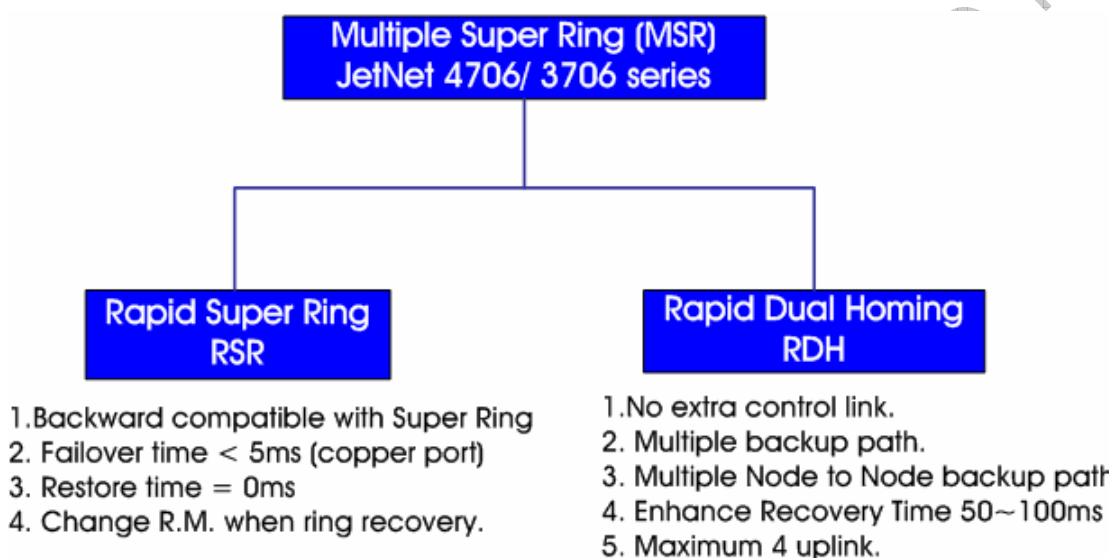 Multiple Super Ring (MSR)
JetNet 4706/ 3706 series
Rapid Super Ring
RSR
1.Backward compatible with Super Ring
2. Failover time < 5ms (copper port)
3. Restore time = 0ms
4. Change R.M. when ring recovery.
Rapid Dual Homing
RDH
1.No extra control link.
2. Multiple backup path.
3. Multiple Node to Node backup path
4. Enhance Recovery Time 50~100ms
5. Maximum 4 uplink.